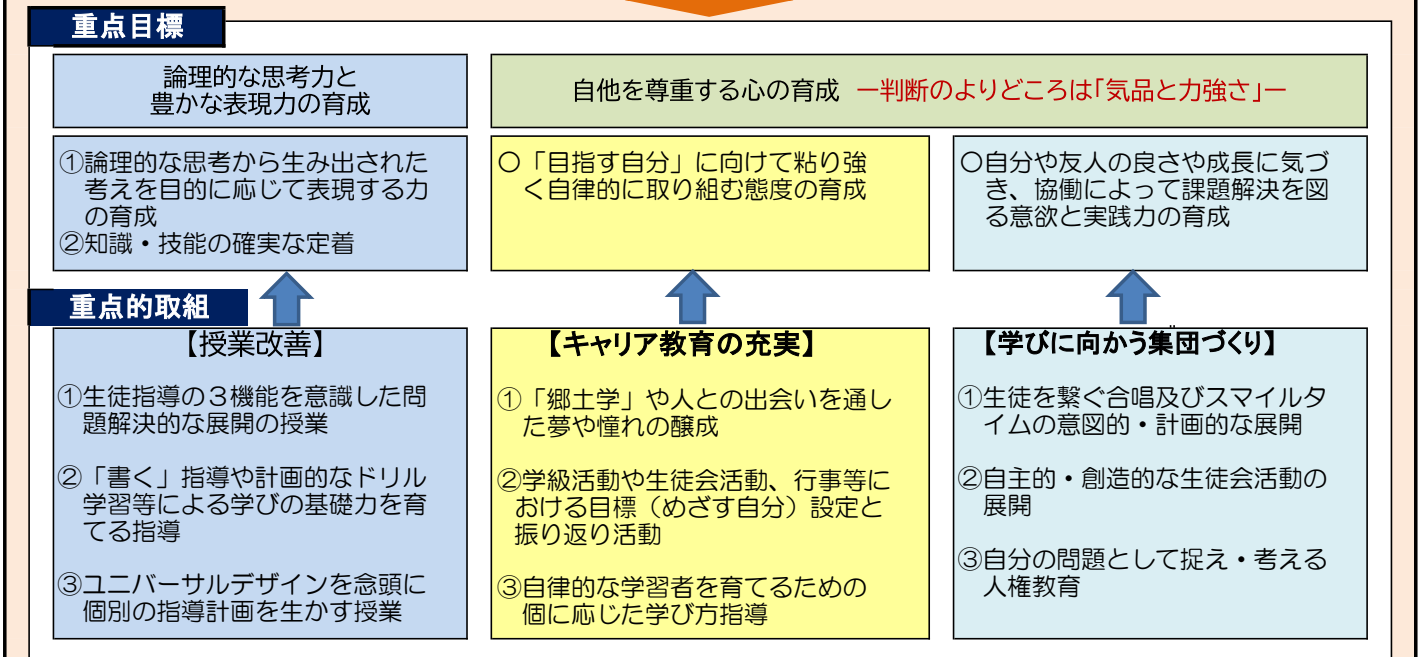 重点目標
論理的な思考力と
豊かな表現力の育成
自他を尊重する心の育成 ー判断のよりどころは「気品と力強さ」ー
①論理的な思考から生み出された
考えを目的に応じて表現する力
の育成
②知識・技能の確実な定着
〇「目指す自分」に向けて粘り強
く自律的に取り組む態度の育成
〇自分や友人の良さや成長に気づ
き、協働によって課題解決を図
る意欲と実践力の育成
重点的取組
【授業改善】
①生徒指導の３機能を意識した問
題解決的な展開の授業
②「書く」指導や計画的なドリル
学習等による学びの基礎力を育
てる指導
③ユニバーサルデザインを念頭に
個別の指導計画を生かす授業
【キャリア教育の充実】
①「郷土学」や人との出会いを通し
た夢や憧れの醸成
②学級活動や生徒会活動、行事等に
おける目標（めざす自分）設定と
振り返り活動
③自律的な学習者を育てるための
個に応じた学び方指導
【学びに向かう集団づくり】
①生徒を繋ぐ合唱及びスマイルタ
イムの意図的・計画的な展開
②自主的・創造的な生徒会活動の
展開
③自分の問題として捉え・考える
人権教育